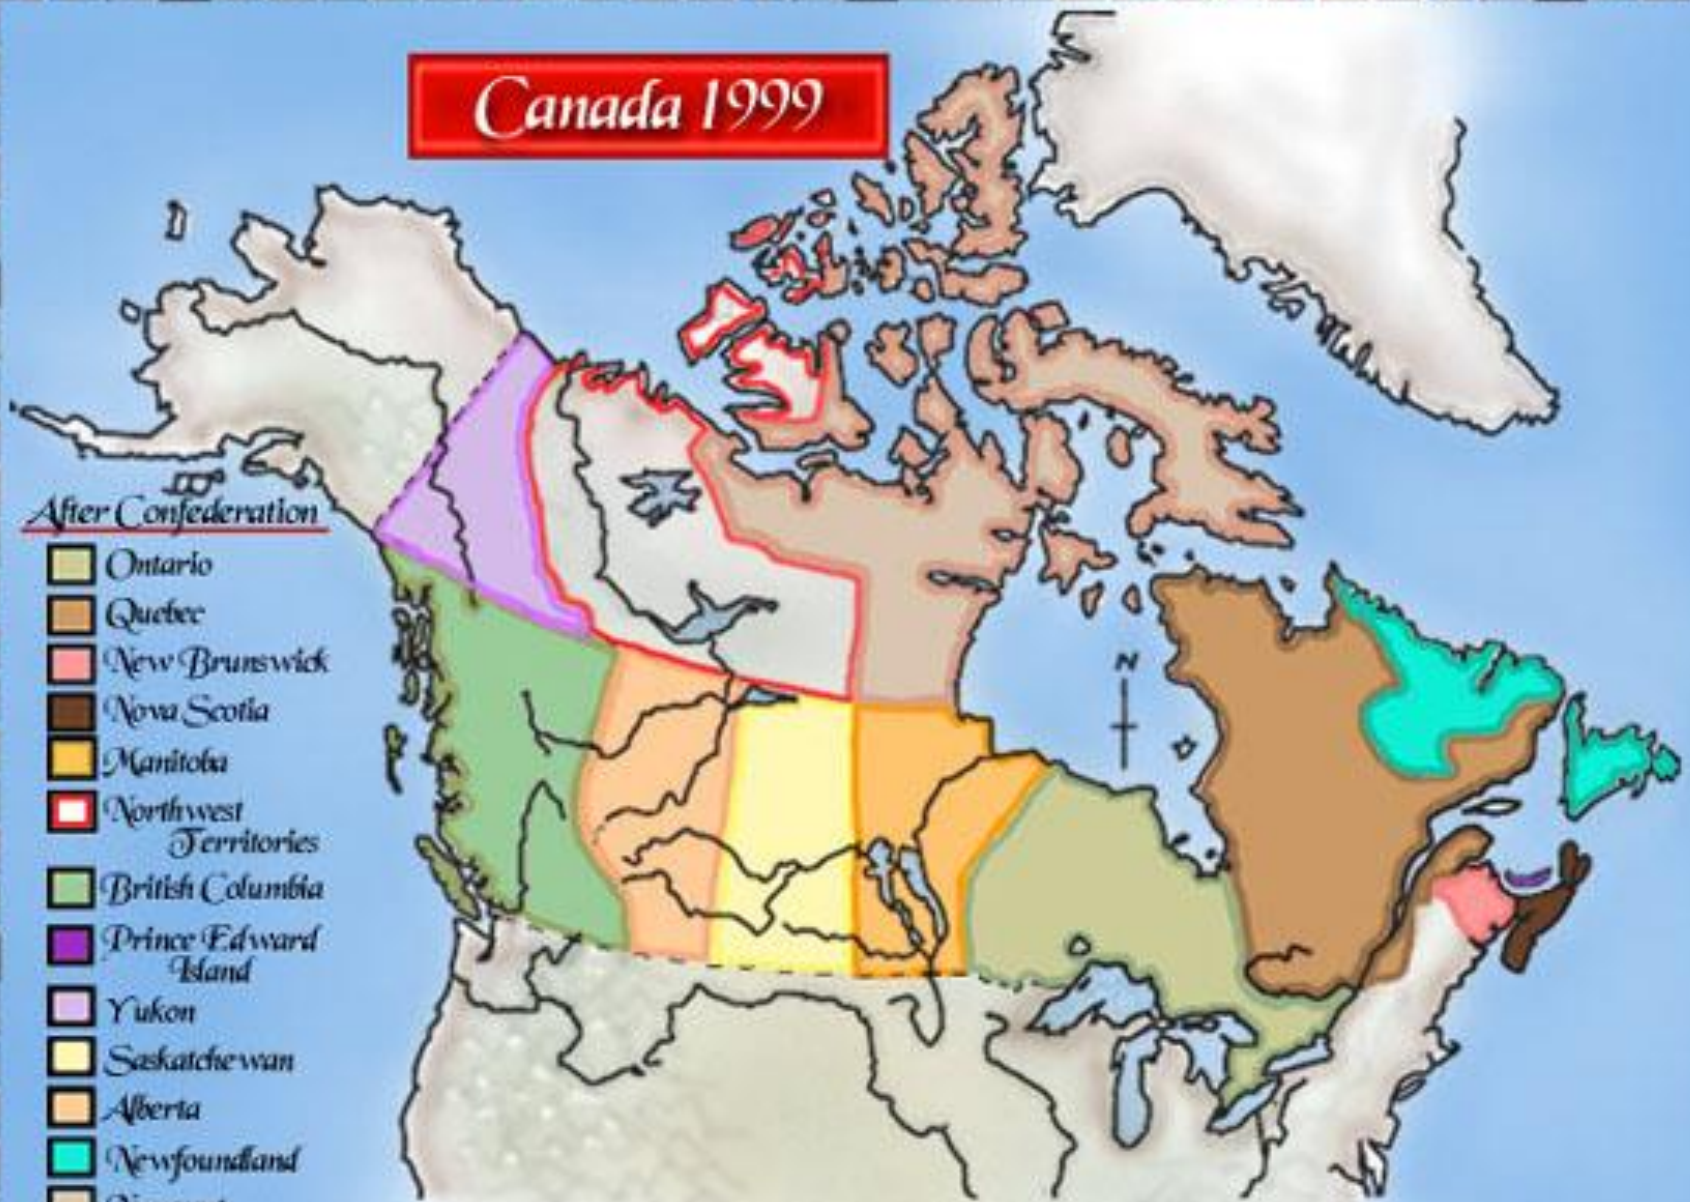 Canada 1999
N
After Confederation
Ontario
Quebec
New Brunswick
Nova Scotia
Manitoba
Northwest
Territories
British Columbia
Prince Edward
Island
Yukon
Saskatchewan
Alberta
Newfoundland